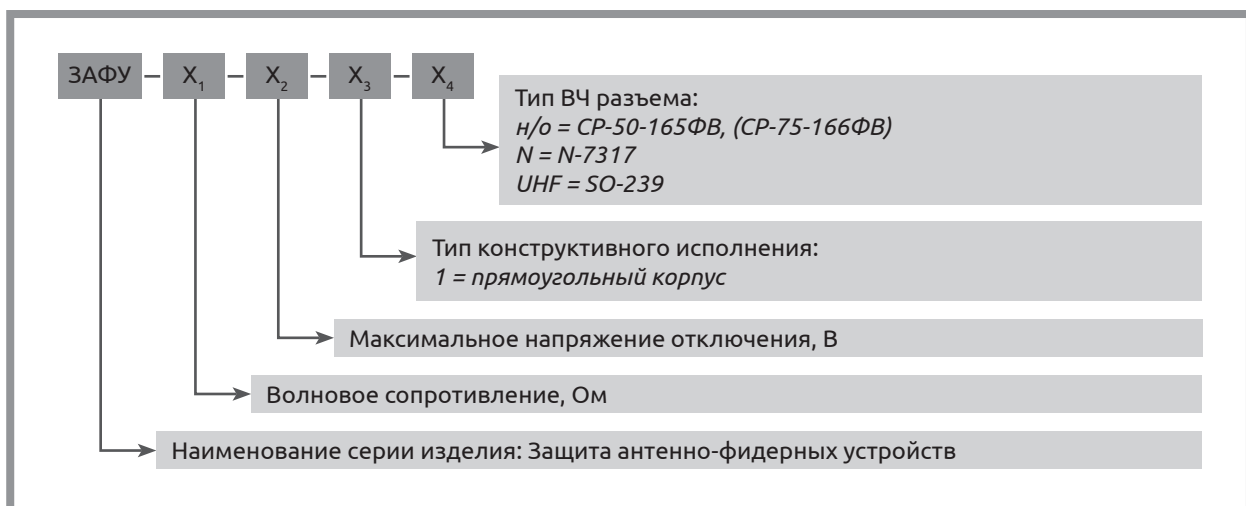 ЗАФУ – X1 – X2 – X3 – X4
Тип ВЧ разъема:
н/о = СР-50-165ФВ, (СР-75-166ФВ)
N = N-7317
UHF = SO-239
Тип конструктивного исполнения:
1 = прямоугольный корпус
Максимальное напряжение отключения, В
Волновое сопротивление, Ом
Наименование серии изделия: Защита антенно-фидерных устройств